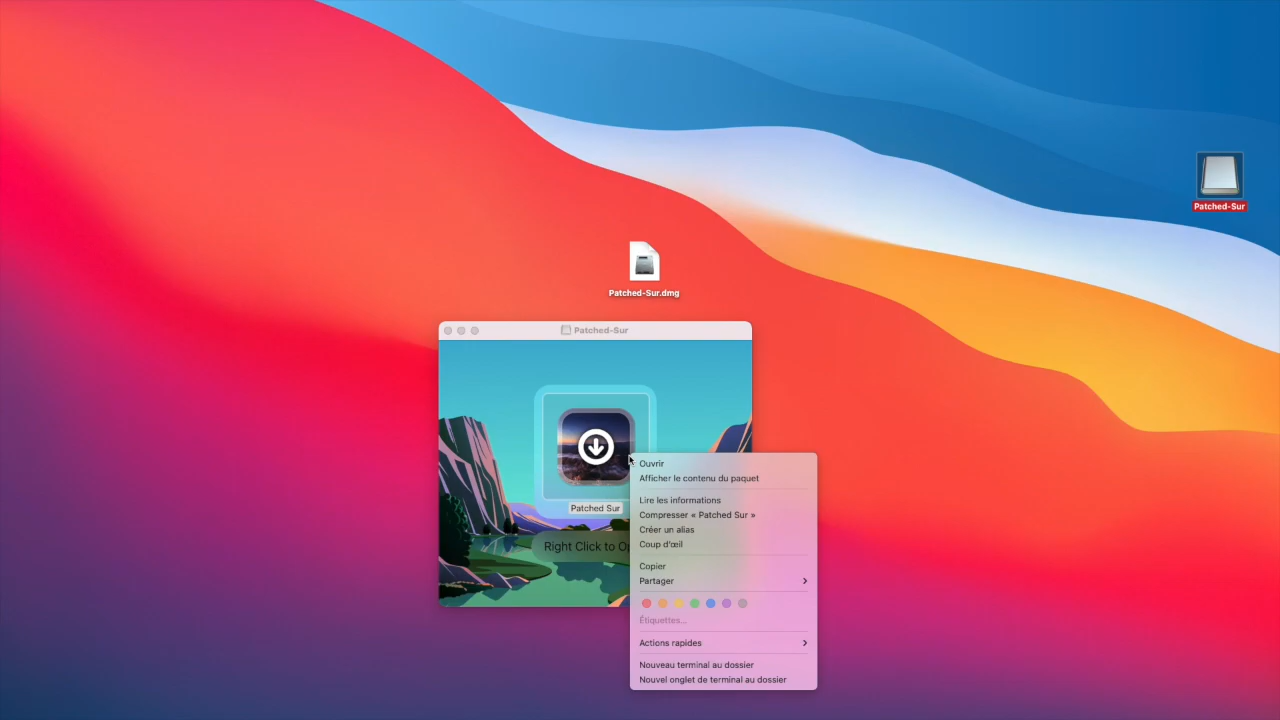 Patched-Sur
Patched-Sur.dmg
Patched-Sur
Patched Sur
Right Click to O
Ouvrir
Afficher le contenu du paquet
Lire les informations
Compresser « Patched Sur »
Créer un alias
Coup d’œil
Copier
Partager
Étiquettes...
Actions rapides
Nouveau terminal au dossier
Nouvel onglet de terminal au dossier